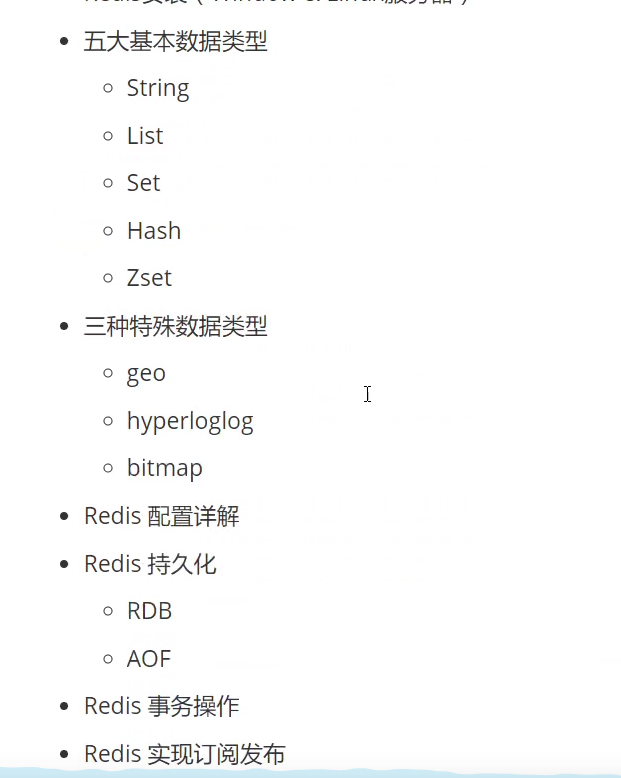 五大基本数据类型
String
List
Set
Hash
Zset
三种特殊数据类型
geo
hyperloglog
bitmap
Redis 配置详解
Redis 持久化
RDB
AOF
Redis 事务操作
Redis 实现订阅发布